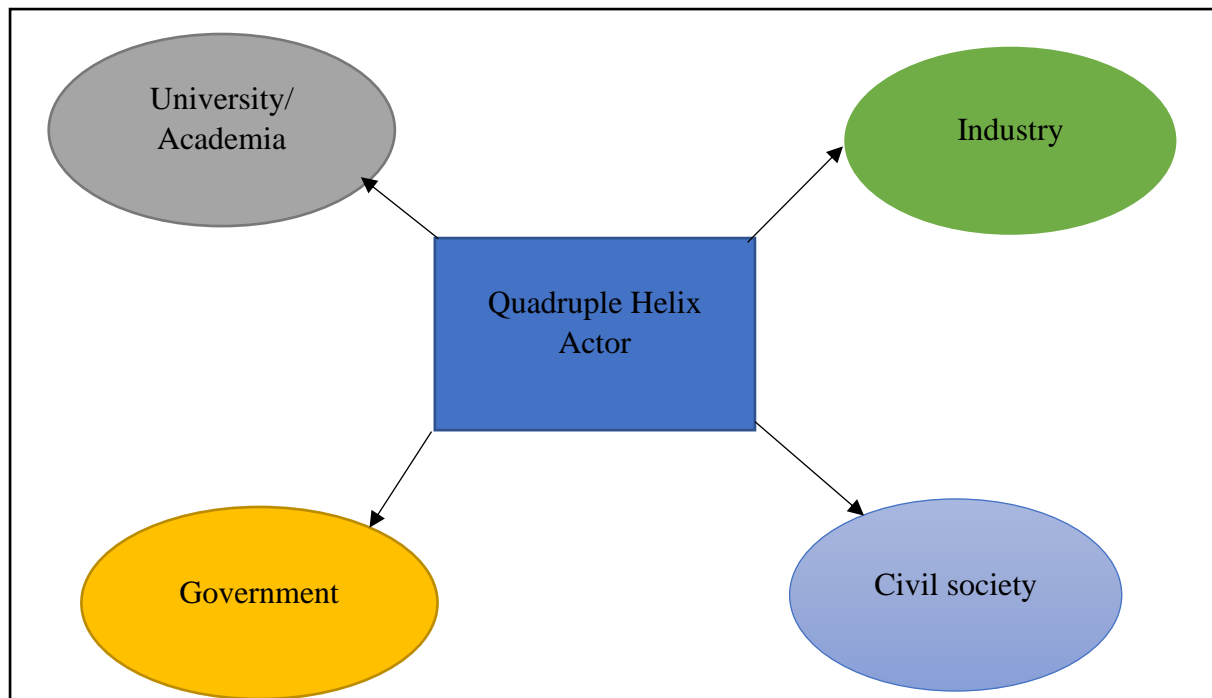 University/
Academia
Industry
Quadruple Helix
Actor
Government
Civil society